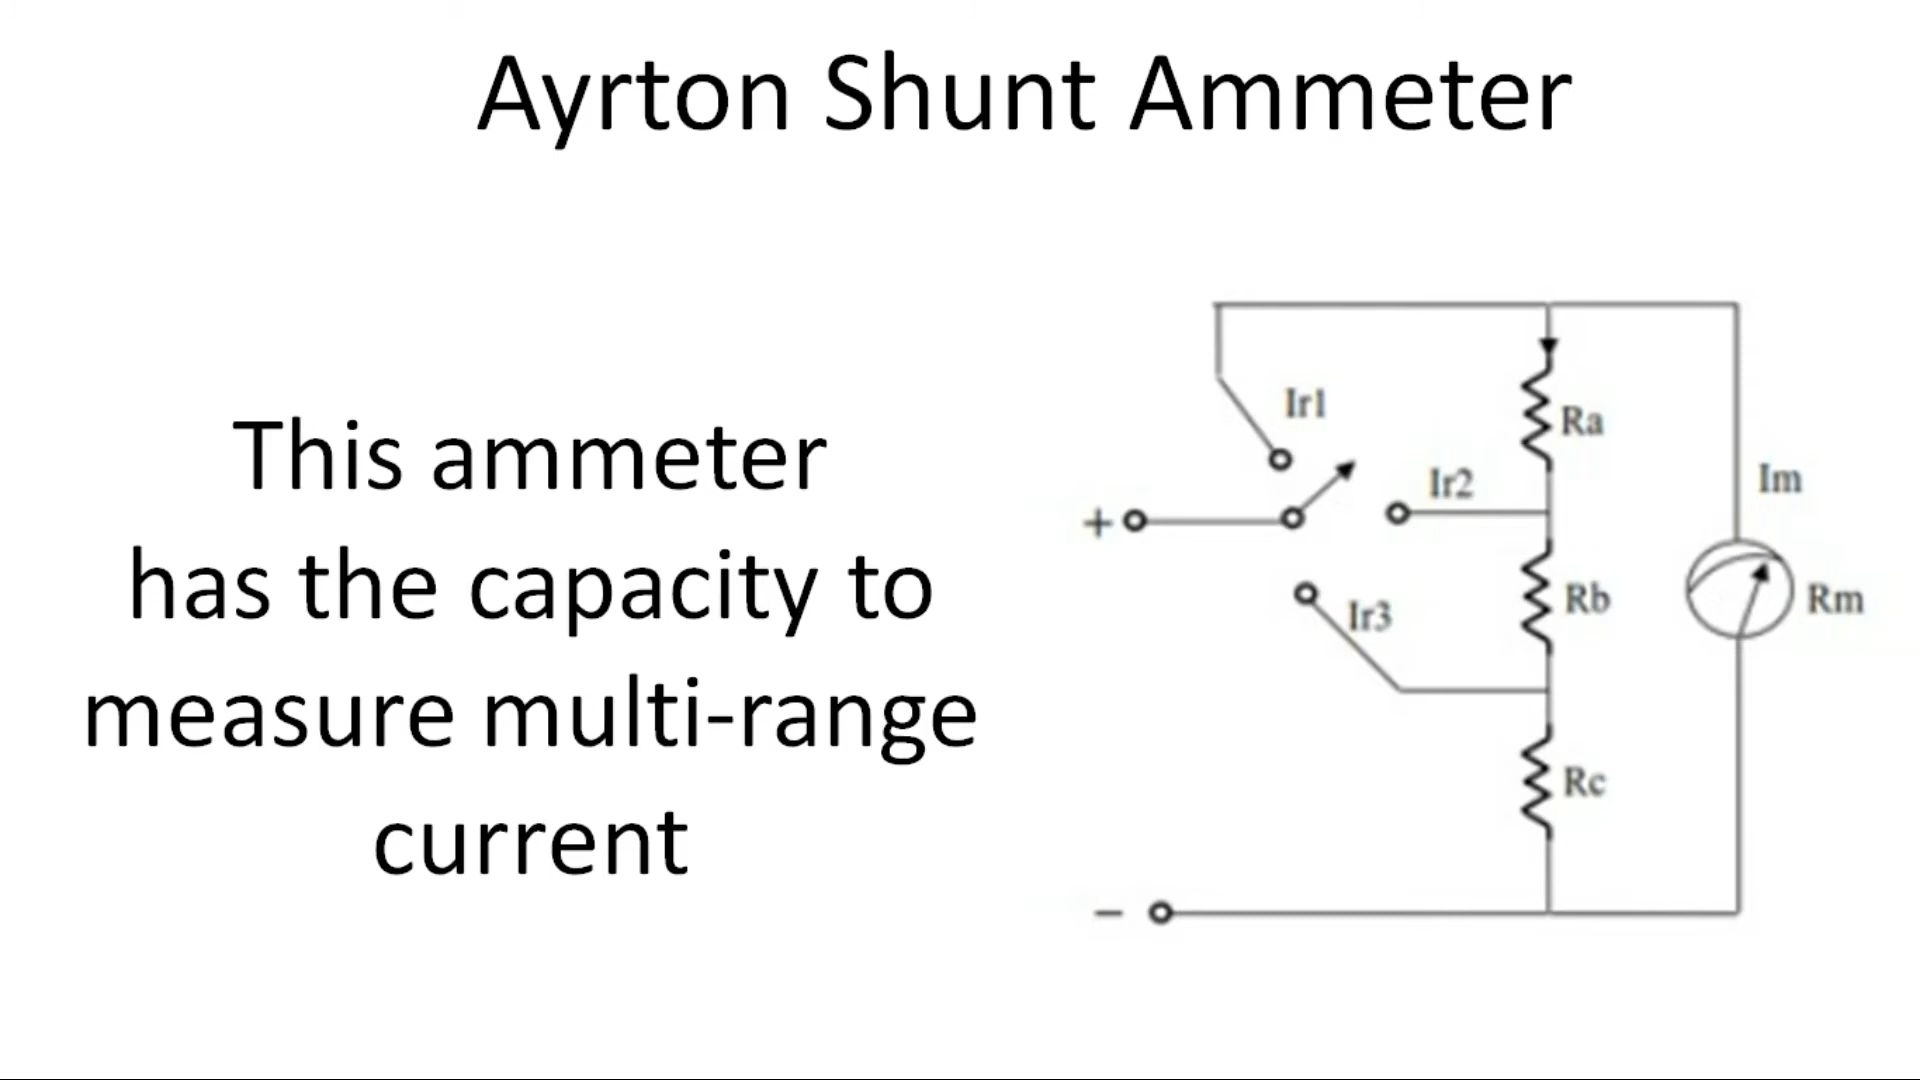 Ayrton Shunt Ammeter
This ammeter
has the capacity to
measure multi-range
current
Ir1
Ra
Ir2
Im
+
Rb
Rm
Ir3
Rc
−